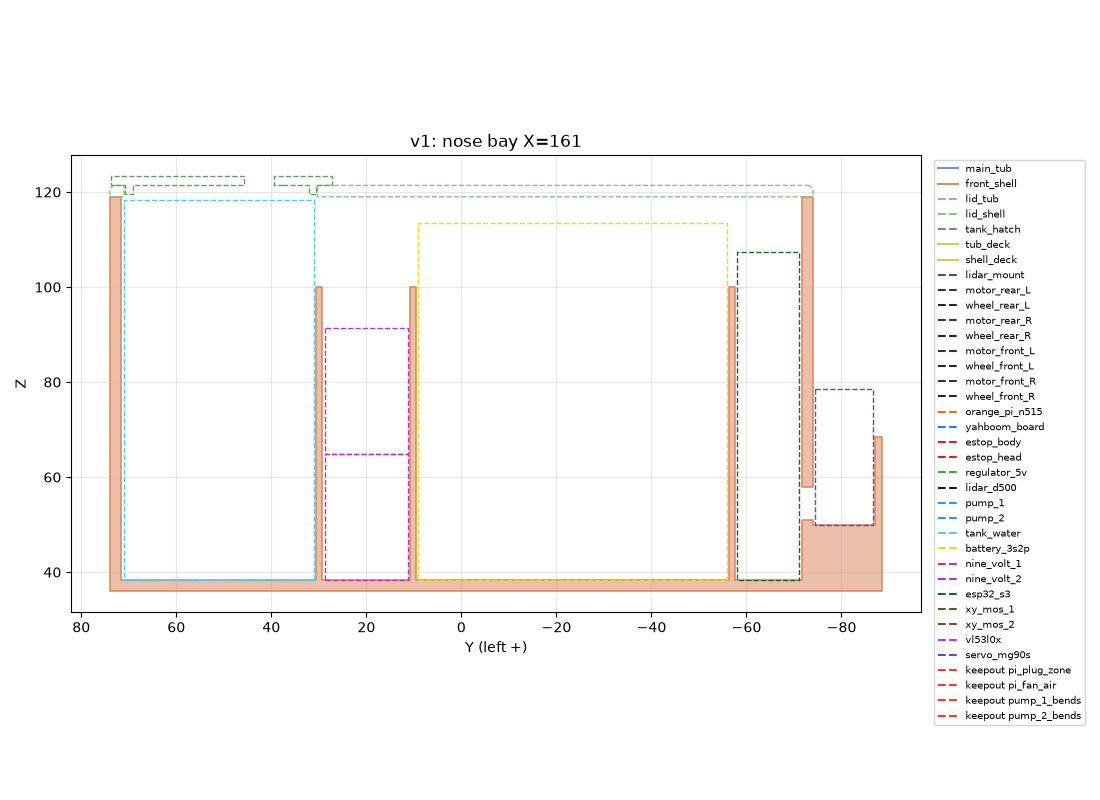 v1: nose bay X=161
120
100
80
60
40
Z
80
60
40
20
0
−20
−40
−60
−80
Y (left +)
main_tub
front_shell
lid_tub
lid_shell
tank_hatch
tub_deck
shell_deck
lidar_mount
motor_rear_L
wheel_rear_L
motor_rear_R
wheel_rear_R
motor_front_L
wheel_front_L
motor_front_R
wheel_front_R
orange_pi_n515
yahboom_board
estop_body
estop_head
regulator_5v
lidar_d500
pump_1
pump_2
tank_water
battery_3s2p
nine_volt_1
nine_volt_2
esp32_s3
xy_mos_1
xy_mos_2
vl53l0x
servo_mg90s
keepout pi_plug_zone
keepout pi_fan_air
keepout pump_1_bends
keepout pump_2_bends